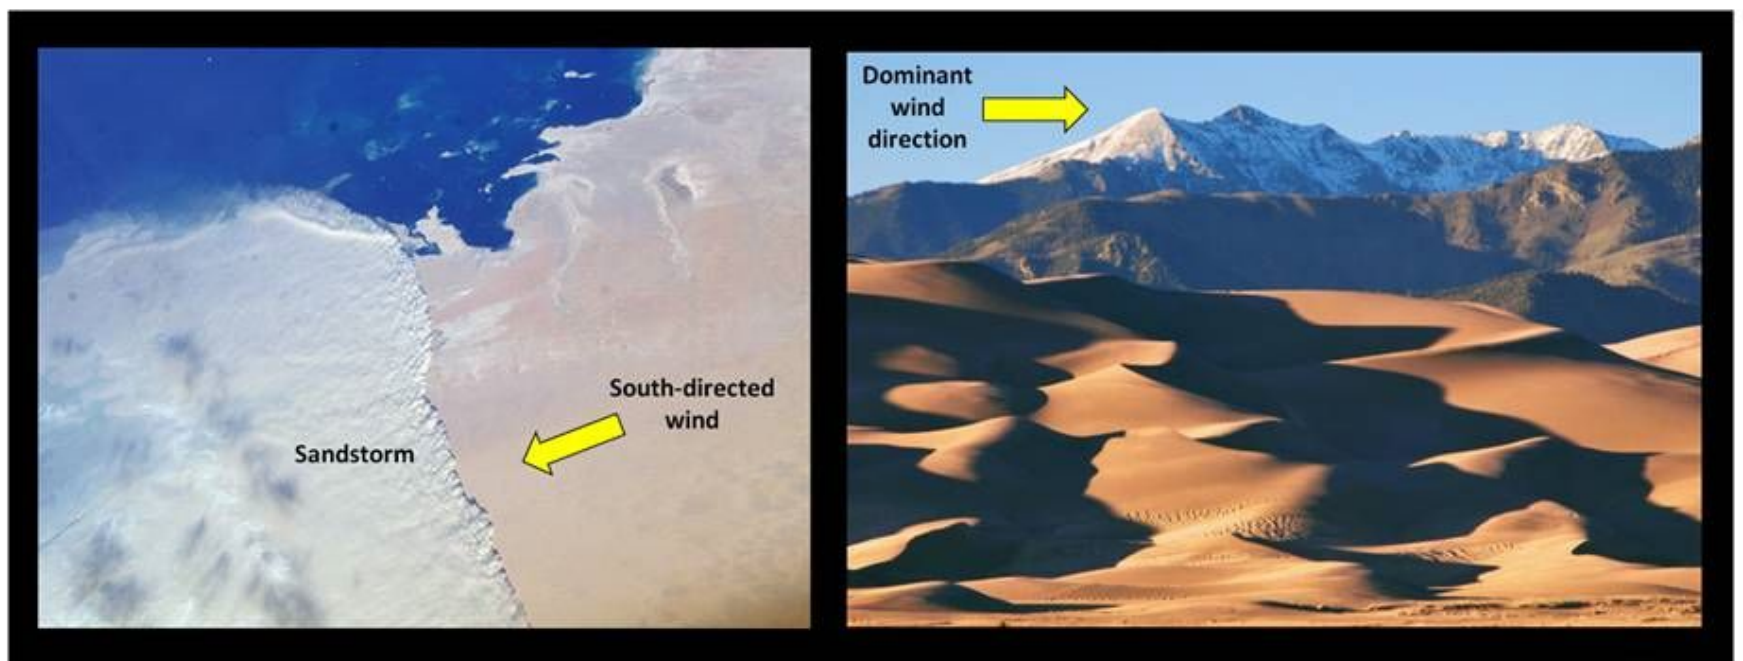 Sandstorm
South-directed
wind
Dominant
wind
direction